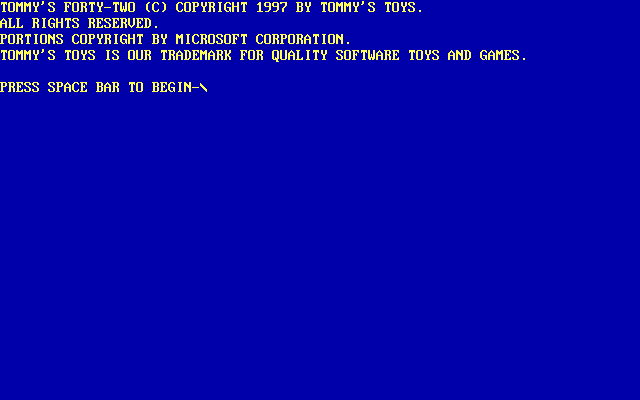 TOMMY'S FORTY-TWO (C) COPYRIGHT 1997 BY TOMMY'S TOYS.
ALL RIGHTS RESERVED.
PORTIONS COPYRIGHT BY MICROSOFT CORPORATION.
TOMMY'S TOYS IS OUR TRADEMARK FOR QUALITY SOFTWARE TOYS AND GAMES.
PRESS SPACE BAR TO BEGIN-\